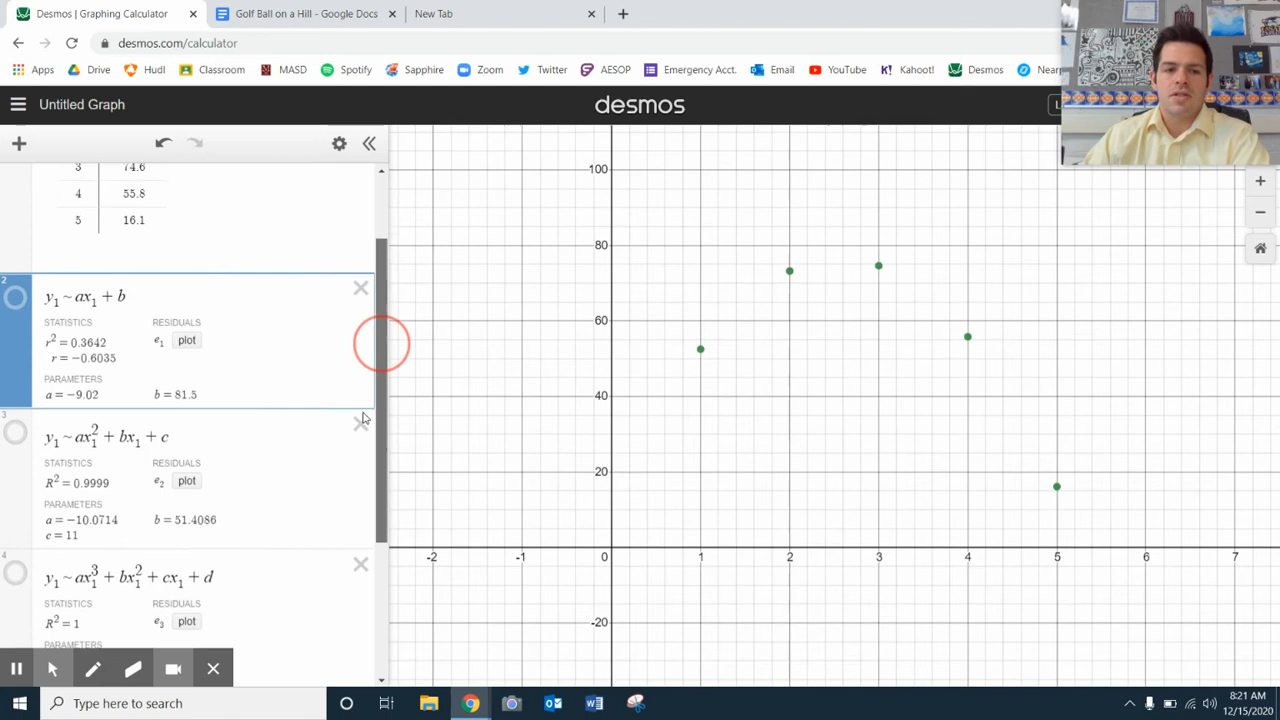 Desmos | Graphing Calculator
Golf Ball on a Hill - Google Docs
New Tab
desmos.com/calculator
Apps Drive Hudl Classroom MASD Spotify Sapphire Zoom Twitter AESOP Emergency Acct. Email YouTube Kahoot! Desmos
Untitled Graph
desmos
3 74.6
4 55.8
5 16.1
2
y₁ ~ ax₁ + b
STATISTICS RESIDUALS
r² = 0.3642 e₁ plot
r = −0.6035
PARAMETERS
a = −9.02 b = 81.5
3
y₁ ~ ax₁² + bx₁ + c
STATISTICS RESIDUALS
R² = 0.9999 e₂ plot
PARAMETERS
a = −10.0714 b = 51.4086
c = 11
4
y₁ ~ ax₁³ + bx₁² + cx₁ + d
STATISTICS RESIDUALS
R² = 1 e₃ plot
PARAMETERS
100
80
60
40
20
-2 -1 0 1 2 3 4 5 6 7
-20
Type here to search
8:21 AM
12/15/2020